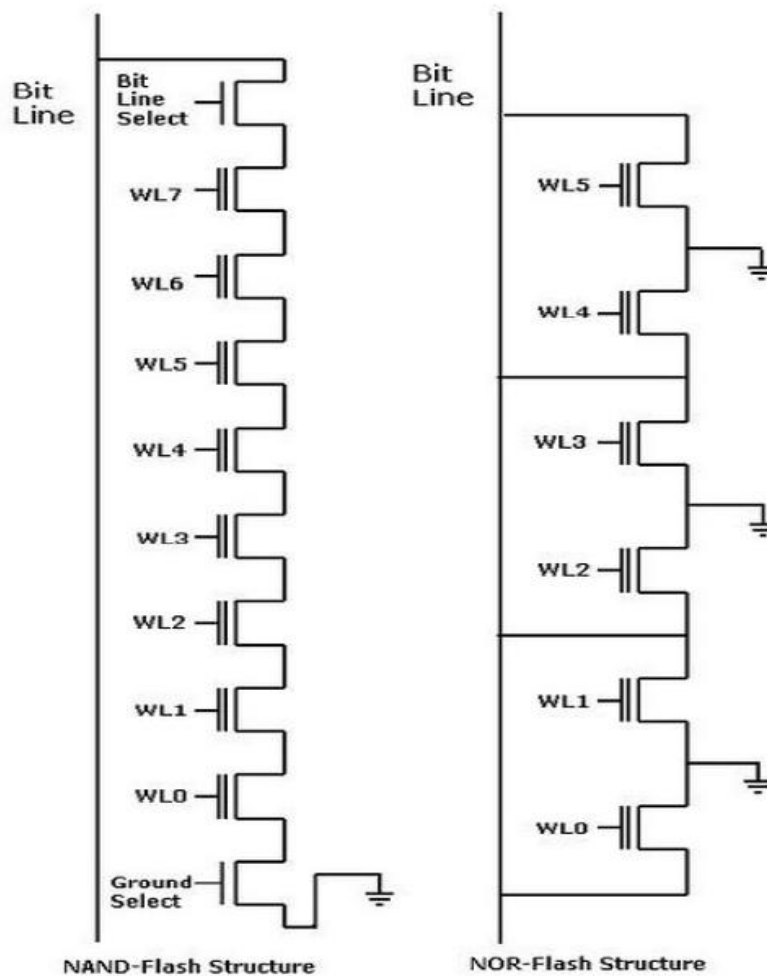 Bit
Line
Bit
Line
Select
WL7
WL6
WL5
WL4
WL3
WL2
WL1
WL0
Ground
Select
NAND-Flash Structure
Bit
Line
WL5
WL4
WL3
WL2
WL1
WL0
NOR-Flash Structure